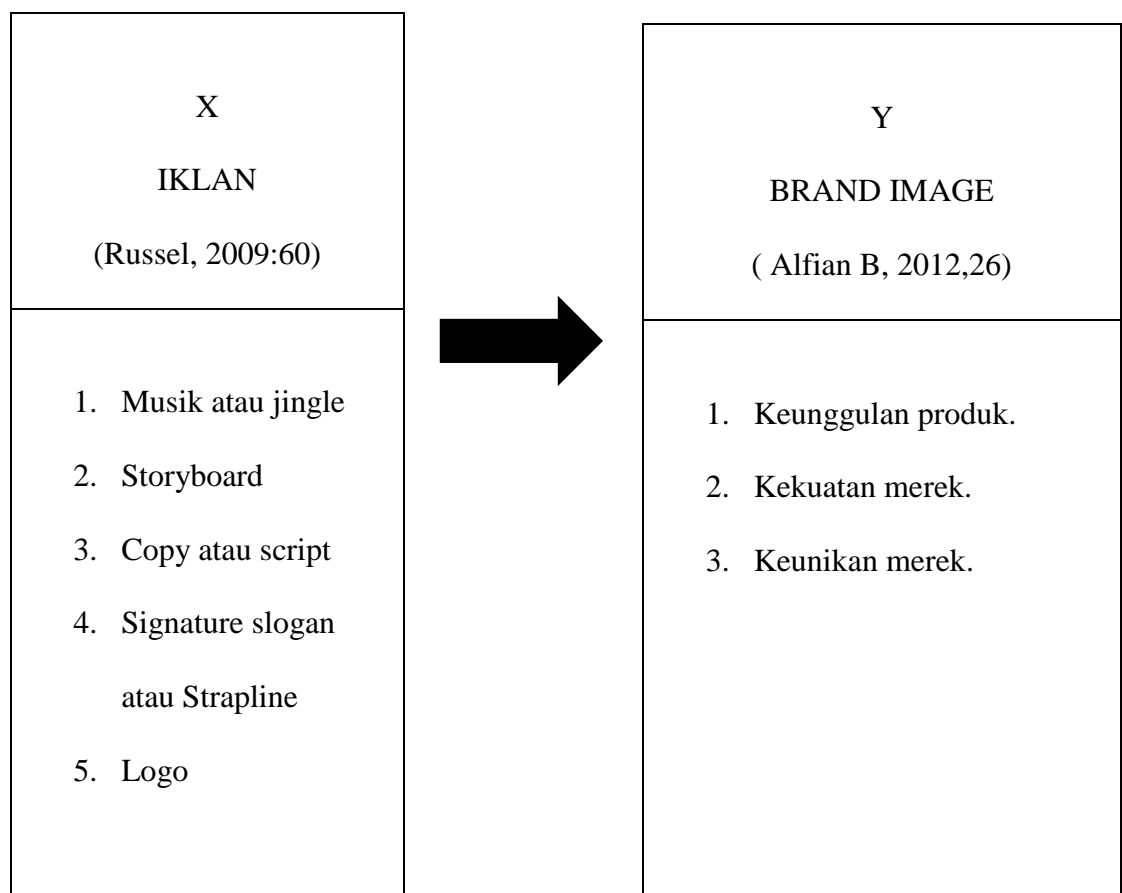 X
IKLAN
(Russel, 2009:60)
1. Musik atau jingle
2. Storyboard
3. Copy atau script
4. Signature slogan
atau Strapline
5. Logo
Y
BRAND IMAGE
( Alfian B, 2012,26)
1. Keunggulan produk.
2. Kekuatan merek.
3. Keunikan merek.